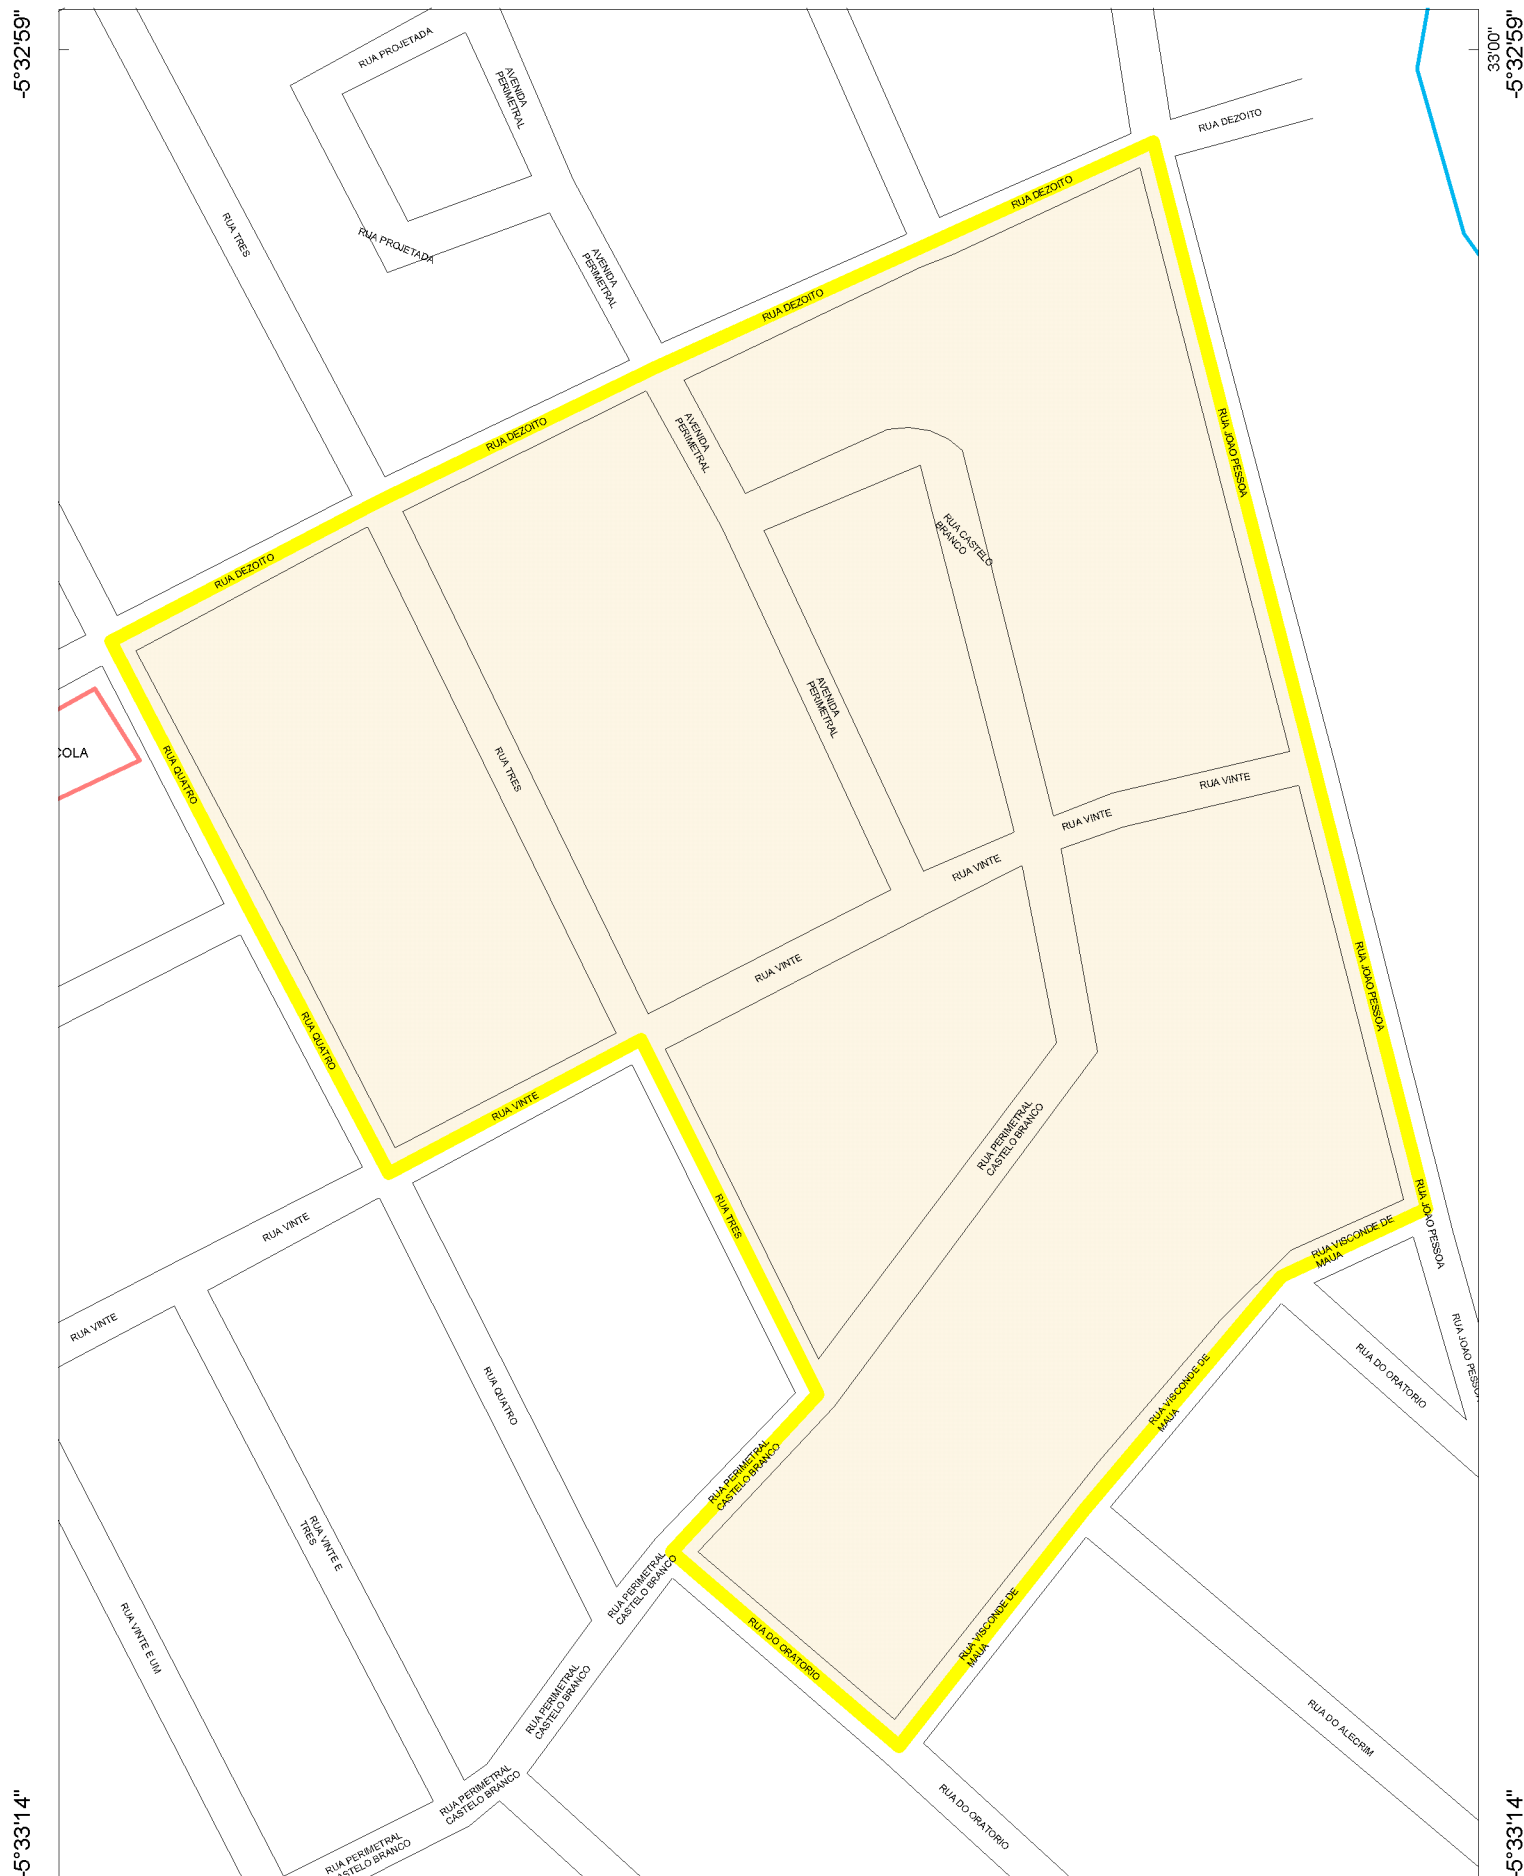 -5°32'59"
33'00"
-5°32'59"
RUA PROJETADA
AVENIDA
PERIMETRAL
RUA DEZOITO
RUA DEZOITO
RUA TRES
RUA PROJETADA
AVENIDA
PERIMETRAL
RUA DEZOITO
RUA DEZOITO
AVENIDA
PERIMETRAL
RUA JOAO PESSOA
RUA CASTELO
BRANCO
RUA DEZOITO
AVENIDA
PERIMETRAL
COLA
RUA QUATRO
RUA TRES
RUA VINTE
RUA VINTE
RUA VINTE
RUA VINTE
RUA JOAO PESSOA
RUA QUATRO
RUA VINTE
RUA PERIMETRAL
CASTELO BRANCO
RUA TRES
RUA VINTE
RUA JOAO PESSOA
RUA VISCONDE DE
MAUA
RUA VINTE
RUA JOAO PESSOA
RUA DO ORATORIO
RUA QUATRO
RUA VISCONDE DE
MAUA
RUA PERIMETRAL
CASTELO BRANCO
RUA VINTE E
TRES
RUA PERIMETRAL
CASTELO BRANCO
RUA VINTE E UM
RUA DO ORATORIO
RUA VISCONDE DE
MAUA
RUA PERIMETRAL
CASTELO BRANCO
RUA DO ALECRIM
RUA PERIMETRAL
CASTELO BRANCO
RUA DO ORATORIO
RUA PERIMETRAL
CASTELO BRANCO
-5°33'14"
-5°33'14"